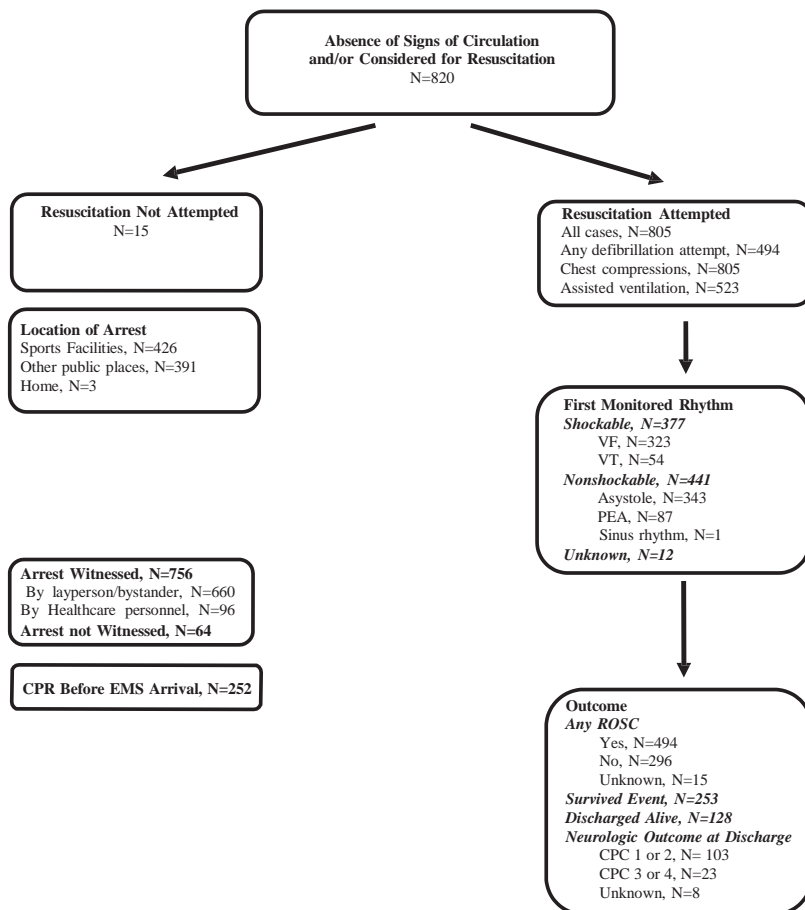 Absence of Signs of Circulation
and/or Considered for Resuscitation
N=820
Resuscitation Not Attempted
N=15
Resuscitation Attempted
All cases, N=805
Any defibrillation attempt, N=494
Chest compressions, N=805
Assisted ventilation, N=523
Location of Arrest
Sports Facilities, N=426
Other public places, N=391
Home, N=3
First Monitored Rhythm
Shockable, N=377
VF, N=323
VT, N=54
Nonshockable, N=441
Asystole, N=343
PEA, N=87
Sinus rhythm, N=1
Unknown, N=12
Arrest Witnessed, N=756
By layperson/bystander, N=660
By Healthcare personnel, N=96
Arrest not Witnessed, N=64
CPR Before EMS Arrival, N=252
Outcome
Any ROSC
Yes, N=494
No, N=296
Unknown, N=15
Survived Event, N=253
Discharged Alive, N=128
Neurologic Outcome at Discharge
CPC 1 or 2, N= 103
CPC 3 or 4, N=23
Unknown, N=8